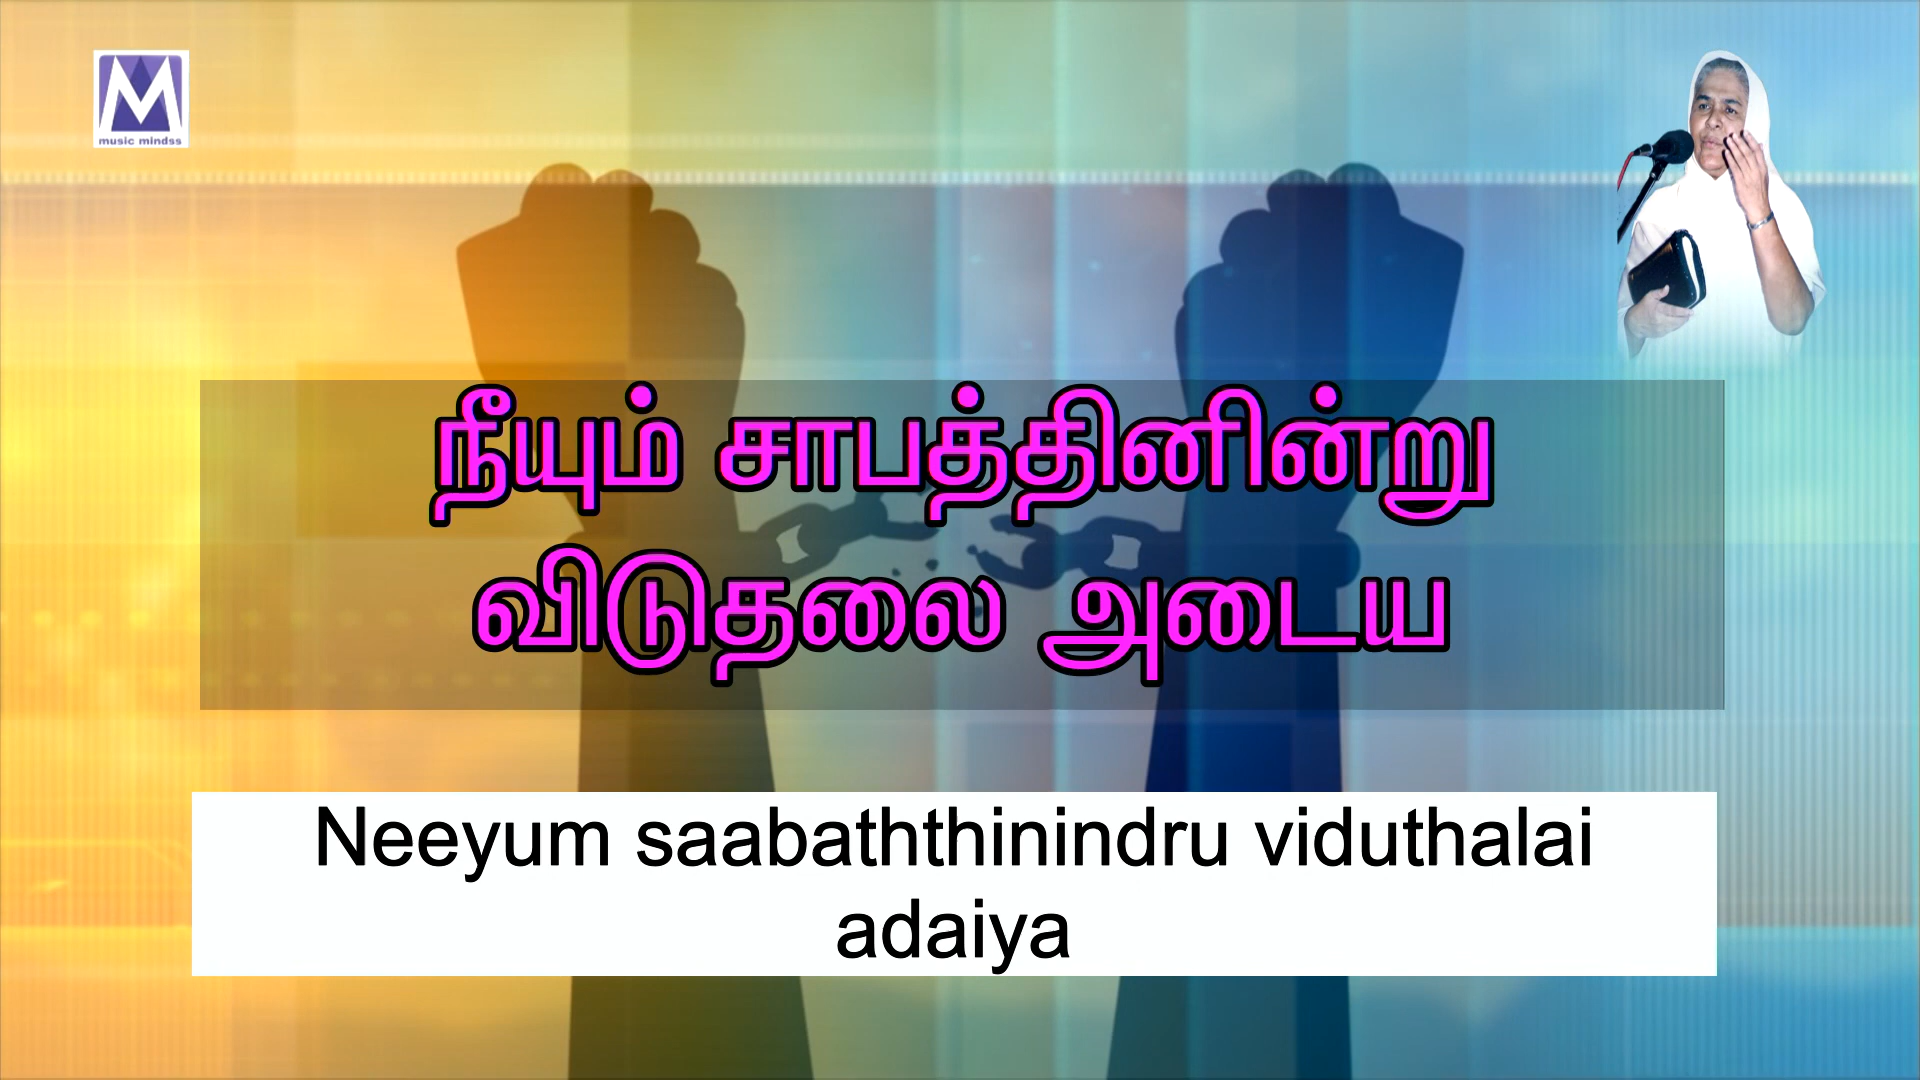 music mindss
நீயும் சாபத்தினின்று
விடுதலை அடைய
Neeyum saabaththinindru viduthalai
adaiya